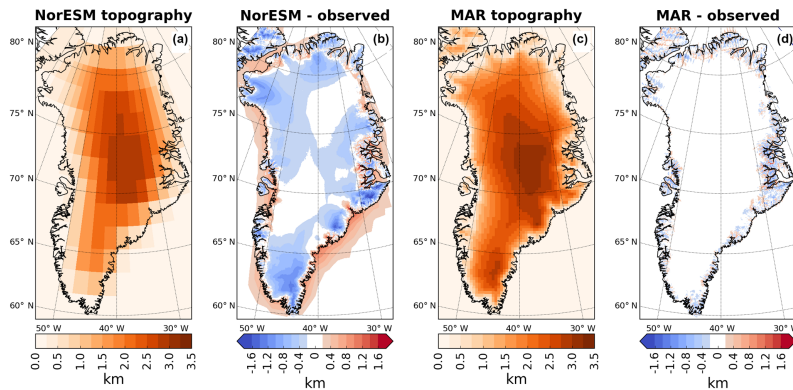 NorESM topography
(a)
80° N
75° N
70° N
65° N
60° N
50° W 40° W 30° W
0.0 0.5 1.0 1.5 2.0 2.5 3.0 3.5
km
NorESM - observed
(b)
80° N
75° N
70° N
65° N
60° N
50° W 40° W 30° W
-1.6 -1.2 -0.8 -0.4 0 0.4 0.8 1.2 1.6
km
MAR topography
(c)
80° N
75° N
70° N
65° N
60° N
50° W 40° W 30° W
0.0 0.5 1.0 1.5 2.0 2.5 3.0 3.5
km
MAR - observed
(d)
80° N
75° N
70° N
65° N
60° N
50° W 40° W 30° W
-1.6 -1.2 -0.8 -0.4 0 0.4 0.8 1.2 1.6
km